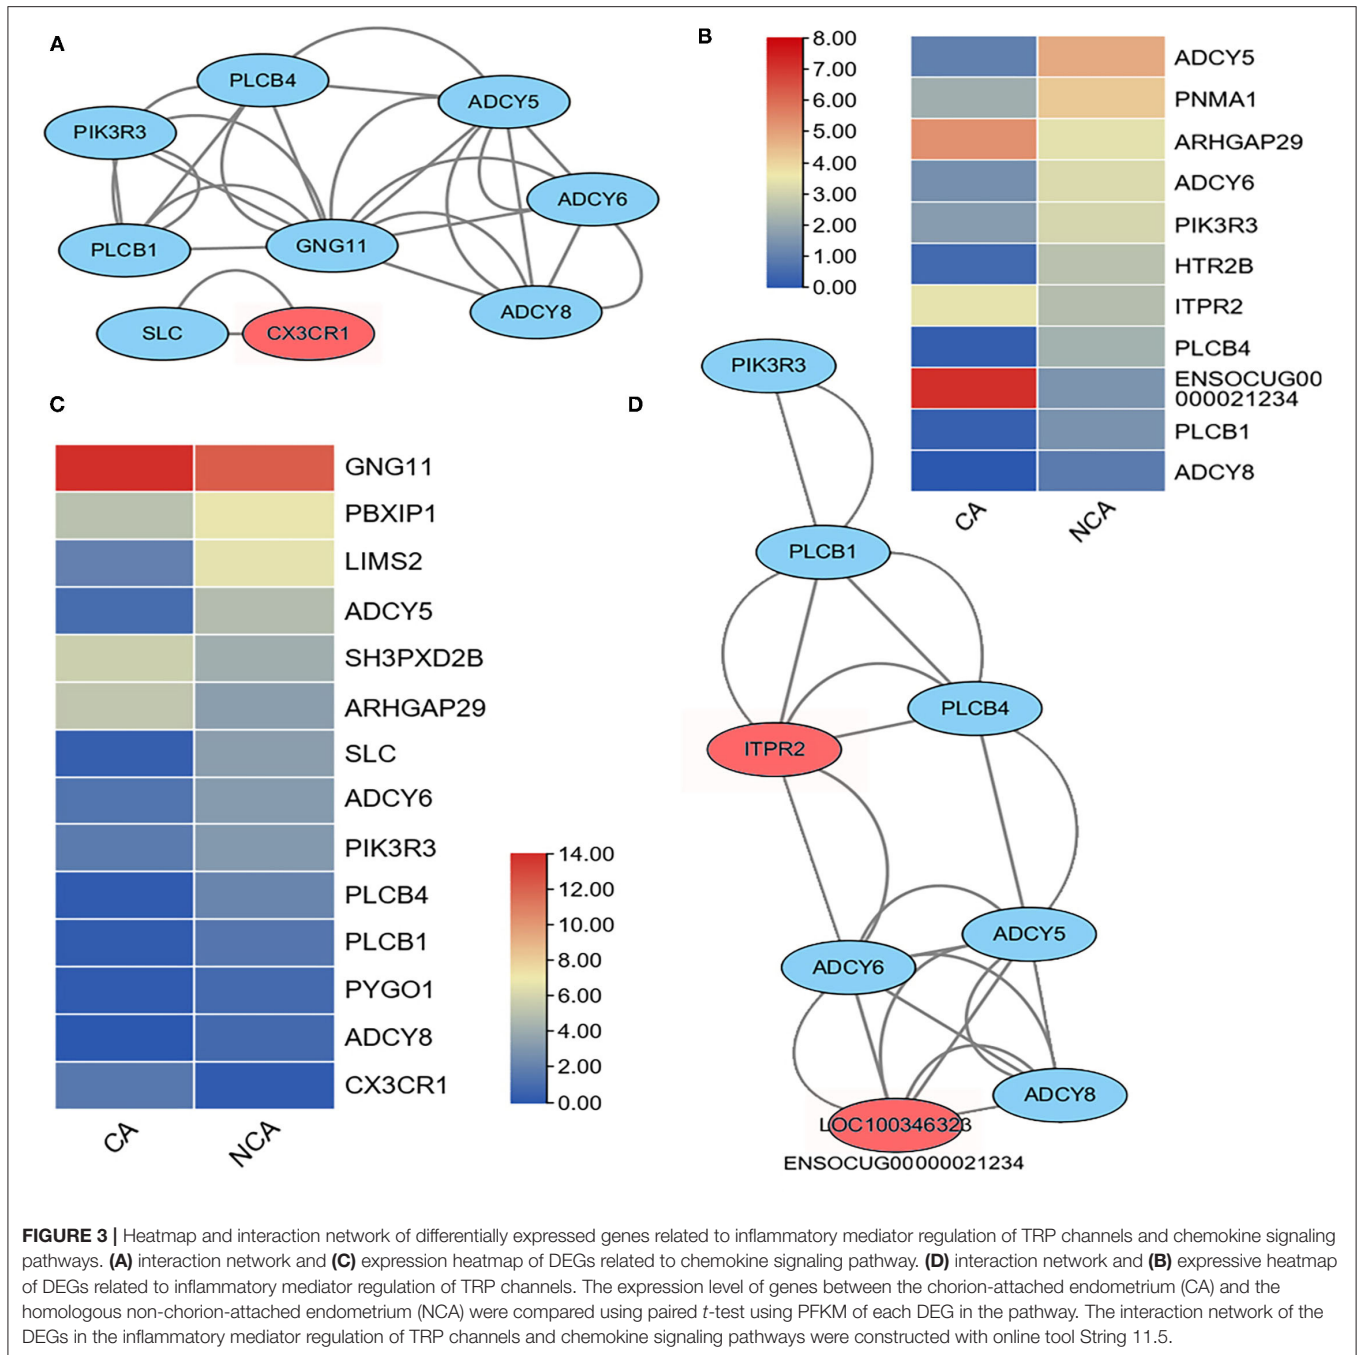 A
PLCB4
ADCY5
PIK3R3
ADCY6
PLCB1
GNG11
ADCY8
SLC
CX3CR1
B
8.00
7.00
6.00
5.00
4.00
3.00
2.00
1.00
0.00
ADCY5
PNMA1
ARHGAP29
ADCY6
PIK3R3
HTR2B
ITPR2
PLCB4
ENSOCUG00
000021234
PLCB1
ADCY8
CA
NCA
C
GNG11
PBXIP1
LIMS2
ADCY5
SH3PXD2B
ARHGAP29
SLC
ADCY6
PIK3R3
PLCB4
PLCB1
PYGO1
ADCY8
CX3CR1
CA
NCA
14.00
12.00
10.00
8.00
6.00
4.00
2.00
0.00
D
PIK3R3
PLCB1
PLCB4
ITPR2
ADCY5
ADCY6
ADCY8
LOC100346323
ENSOCUG00000021234
FIGURE 3 | Heatmap and interaction network of differentially expressed genes related to inflammatory mediator regulation of TRP channels and chemokine signaling
pathways. (A) interaction network and (C) expression heatmap of DEGs related to chemokine signaling pathway. (D) interaction network and (B) expressive heatmap
of DEGs related to inflammatory mediator regulation of TRP channels. The expression level of genes between the chorion-attached endometrium (CA) and the
homologous non-chorion-attached endometrium (NCA) were compared using paired t-test using PFKM of each DEG in the pathway. The interaction network of the
DEGs in the inflammatory mediator regulation of TRP channels and chemokine signaling pathways were constructed with online tool String 11.5.